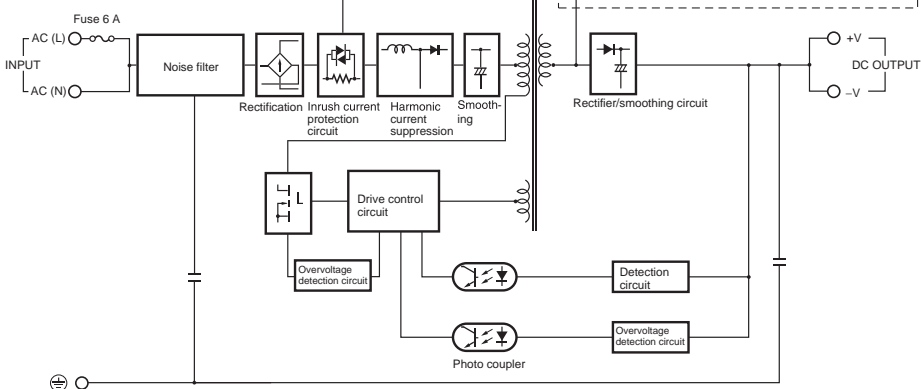 Fuse 6 A
AC (L)
INPUT
AC (N)
Noise filter
Rectification
Inrush current
protection
circuit
Harmonic
current
suppression
Smooth-
ing
Rectifier/smoothing circuit
+V
DC OUTPUT
–V
Drive control
circuit
Overvoltage
detection circuit
Detection
circuit
Overvoltage
detection circuit
Photo coupler